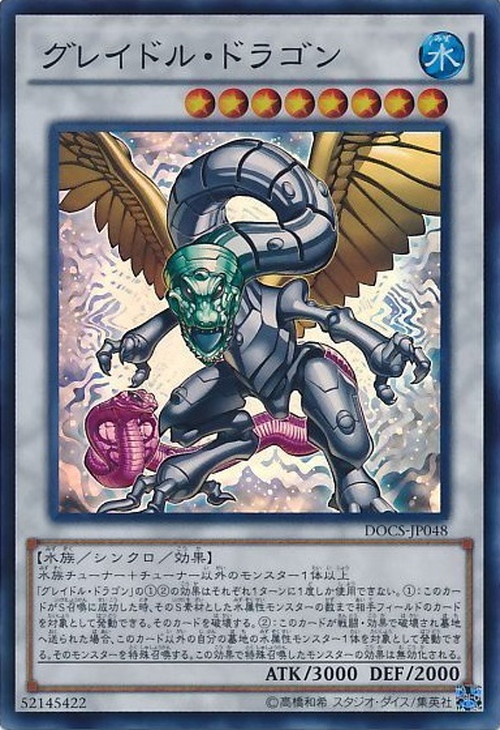 グレイドル・ドラゴン
水
DOCS-JP048
【水族／シンクロ／効果】
水族チューナー＋チューナー以外のモンスター1体以上
「グレイドル・ドラゴン」の①②の効果はそれぞれ1ターンに1度しか使用できない。①：このカー
ドがS召喚に成功した時、そのS素材とした水属性モンスターの数まで相手フィールドのカード
を対象として発動できる。そのカードを破壊する。②：このカードが戦闘・効果で破壊され墓地
へ送られた場合、このカード以外の自分の墓地の水属性モンスター1体を対象として発動でき
る。そのモンスターを特殊召喚する。この効果で特殊召喚したモンスターの効果は無効化される。
ATK/3000 DEF/2000
52145422 ©高橋和希 スタジオ・ダイス/集英社